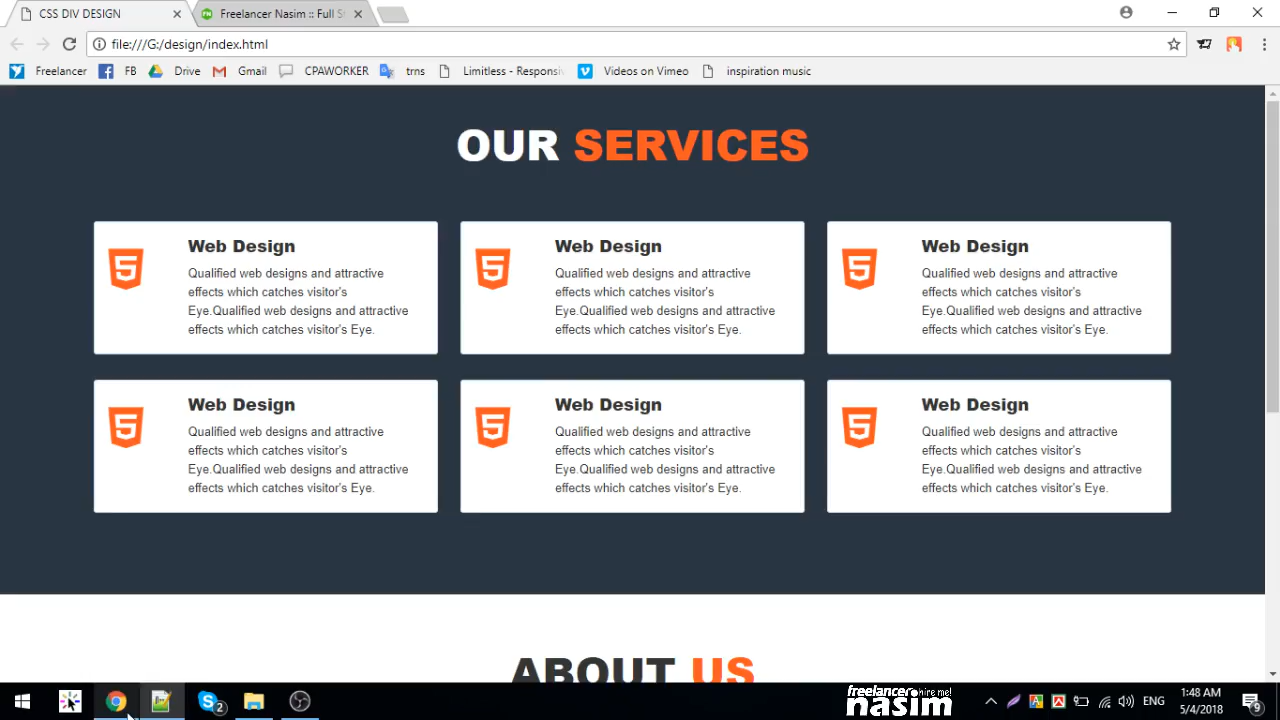 CSS DIV DESIGN
Freelancer Nasim :: Full St
file:///G:/design/index.html
Freelancer
FB
Drive
Gmail
CPAWORKER
trns
Limitless - Responsiv
Videos on Vimeo
inspiration music
OUR SERVICES
Web Design
Qualified web designs and attractive
effects which catches visitor's
Eye.Qualified web designs and attractive
effects which catches visitor's Eye.
Web Design
Qualified web designs and attractive
effects which catches visitor's
Eye.Qualified web designs and attractive
effects which catches visitor's Eye.
Web Design
Qualified web designs and attractive
effects which catches visitor's
Eye.Qualified web designs and attractive
effects which catches visitor's Eye.
Web Design
Qualified web designs and attractive
effects which catches visitor's
Eye.Qualified web designs and attractive
effects which catches visitor's Eye.
Web Design
Qualified web designs and attractive
effects which catches visitor's
Eye.Qualified web designs and attractive
effects which catches visitor's Eye.
Web Design
Qualified web designs and attractive
effects which catches visitor's
Eye.Qualified web designs and attractive
effects which catches visitor's Eye.
ABOUT US
2
freelancer hire me!
nasim
ENG
1:48 AM
5/4/2018
9